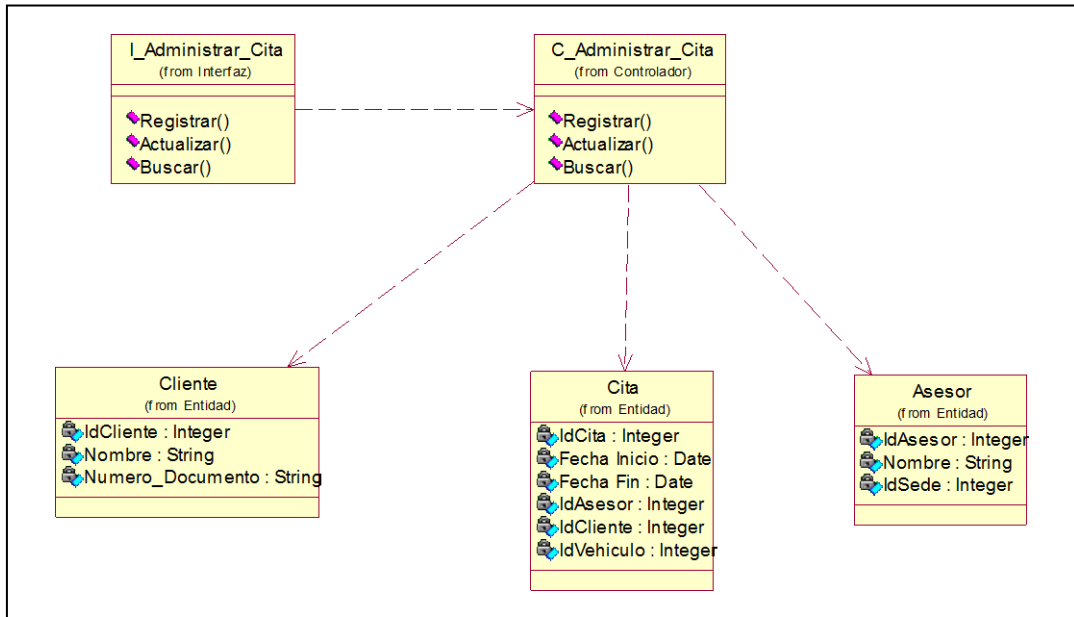 I_Administrar_Cita
(from Interfaz)
Registrar()
Actualizar()
Buscar()
C_Administrar_Cita
(from Controlador)
Registrar()
Actualizar()
Buscar()
Cliente
(from Entidad)
IdCliente : Integer
Nombre : String
Numero_Documento : String
Cita
(from Entidad)
IdCita : Integer
Fecha Inicio : Date
Fecha Fin : Date
IdAsesor : Integer
IdCliente : Integer
IdVehiculo : Integer
Asesor
(from Entidad)
IdAsesor : Integer
Nombre : String
IdSede : Integer